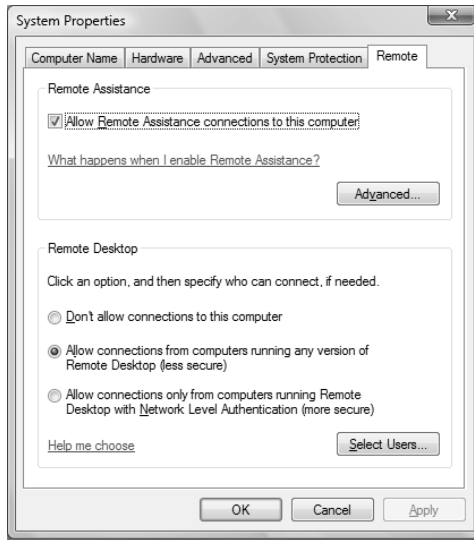 System Properties
Computer Name Hardware Advanced System Protection Remote
Remote Assistance
Allow Remote Assistance connections to this computer
What happens when I enable Remote Assistance?
Advanced...
Remote Desktop
Click an option, and then specify who can connect, if needed.
Don't allow connections to this computer
Allow connections from computers running any version of
Remote Desktop (less secure)
Allow connections only from computers running Remote
Desktop with Network Level Authentication (more secure)
Help me choose
Select Users...
OK Cancel Apply